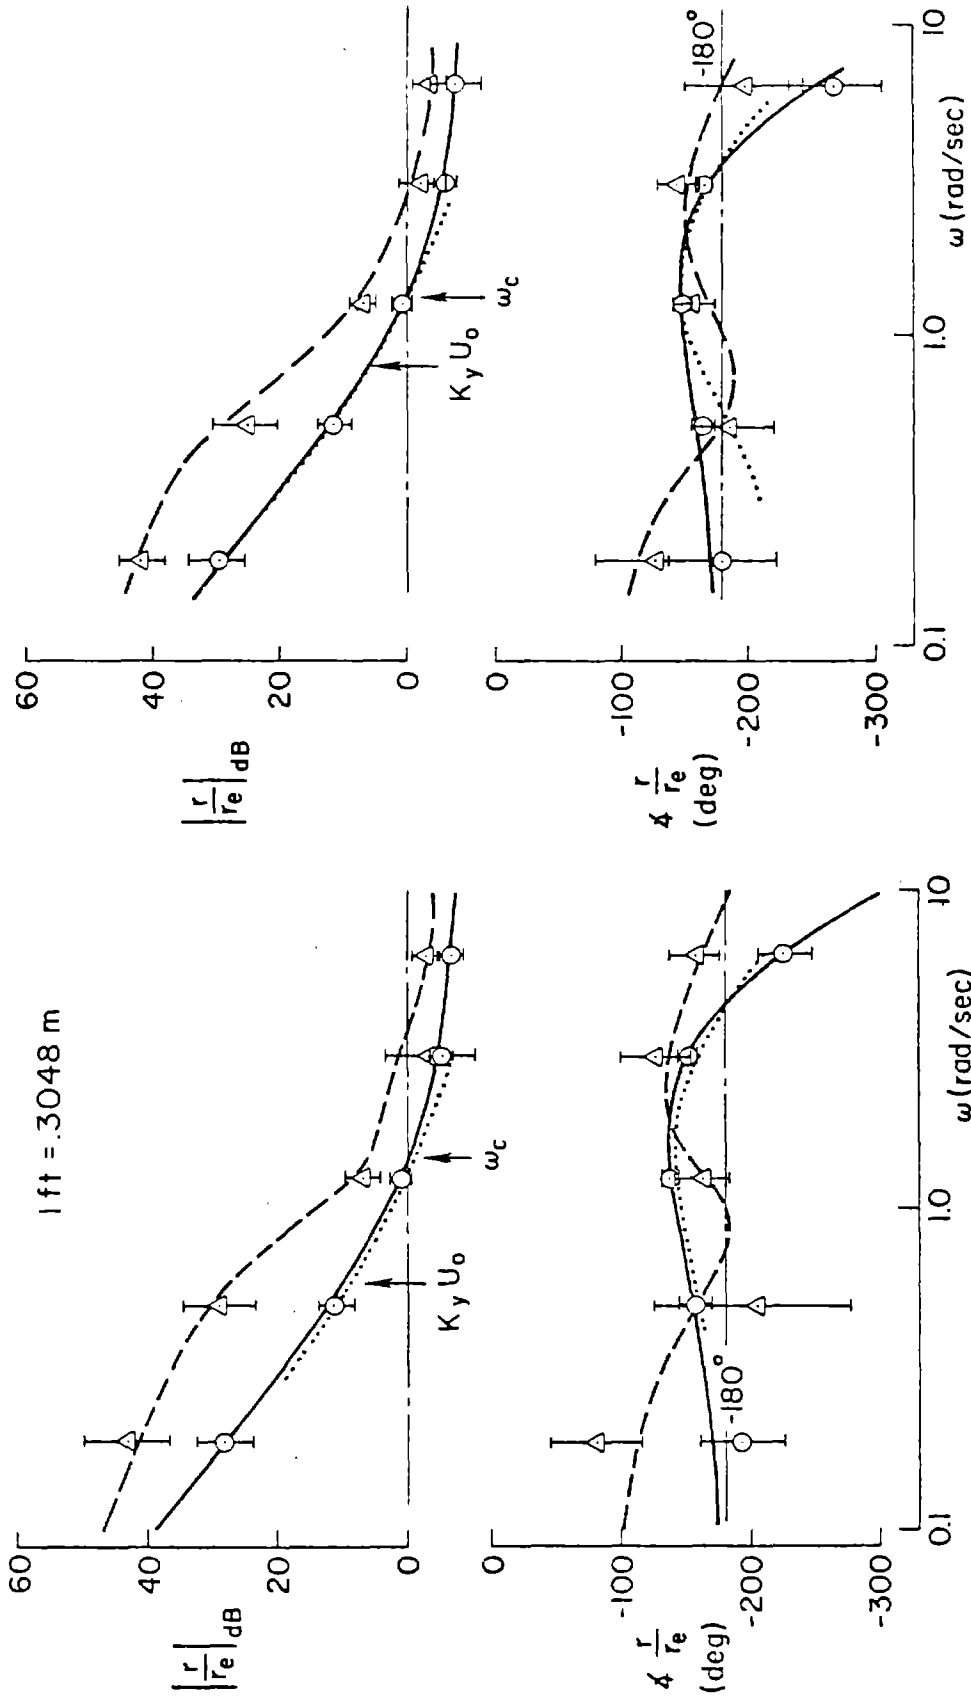 1 ft = .3048 m
|r/re|dB
60
40
20
0
KyUo
ωc
∡ r/re
(deg)
0
-100
-200
-300
-180°
0.1
1.0
10
ω (rad/sec)
|r/re|dB
60
40
20
0
KyUo
ωc
∡ r/re
(deg)
-100
-200
-300
-180°
0.1
1.0
10
ω (rad/sec)